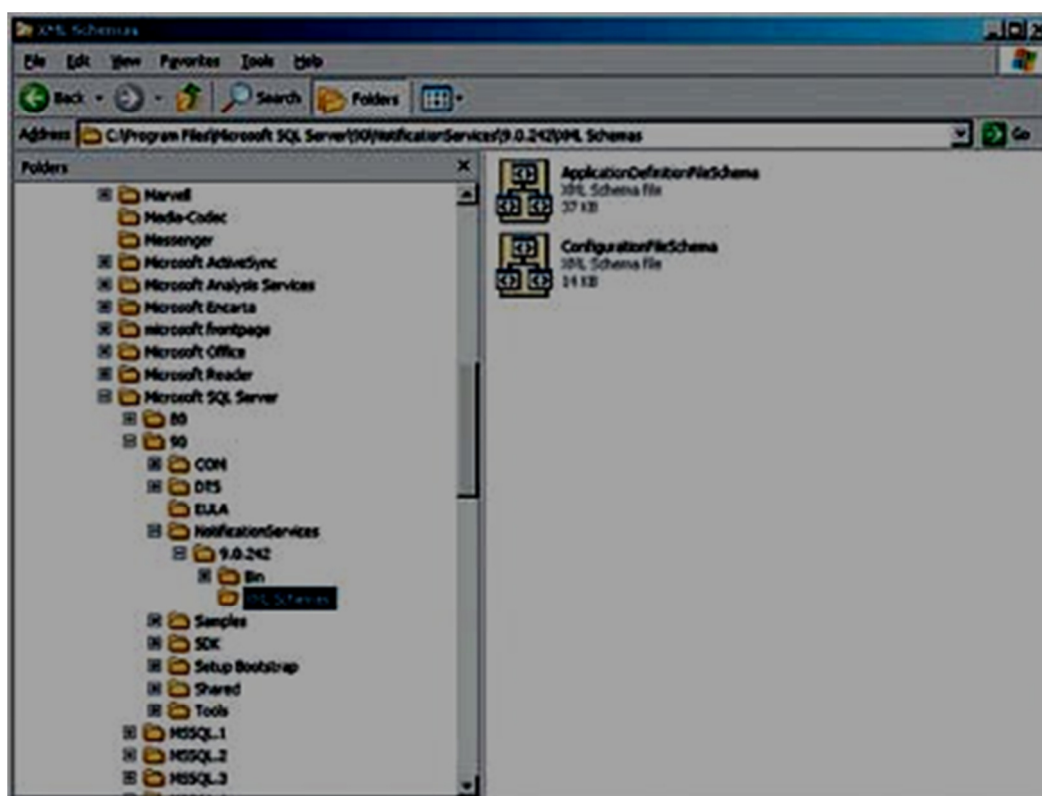 XML Schemas
File Edit View Favorites Tools Help
Back Search Folders
Address C:\Program Files\Microsoft SQL Server\90\NotificationServices\9.0.242\XML Schemas Go
Folders
Marvell
Media-Codec
Messenger
Microsoft ActiveSync
Microsoft Analysis Services
Microsoft Encarta
microsoft frontpage
Microsoft Office
Microsoft Reader
Microsoft SQL Server
80
90
COM
DTS
EULA
NotificationServices
9.0.242
Bin
XML Schemas
Samples
SDK
Setup Bootstrap
Shared
Tools
MSSQL.1
MSSQL.2
MSSQL.3
ApplicationDefinitionFileSchema
XML Schema File
37 KB
ConfigurationFileSchema
XML Schema File
14 KB